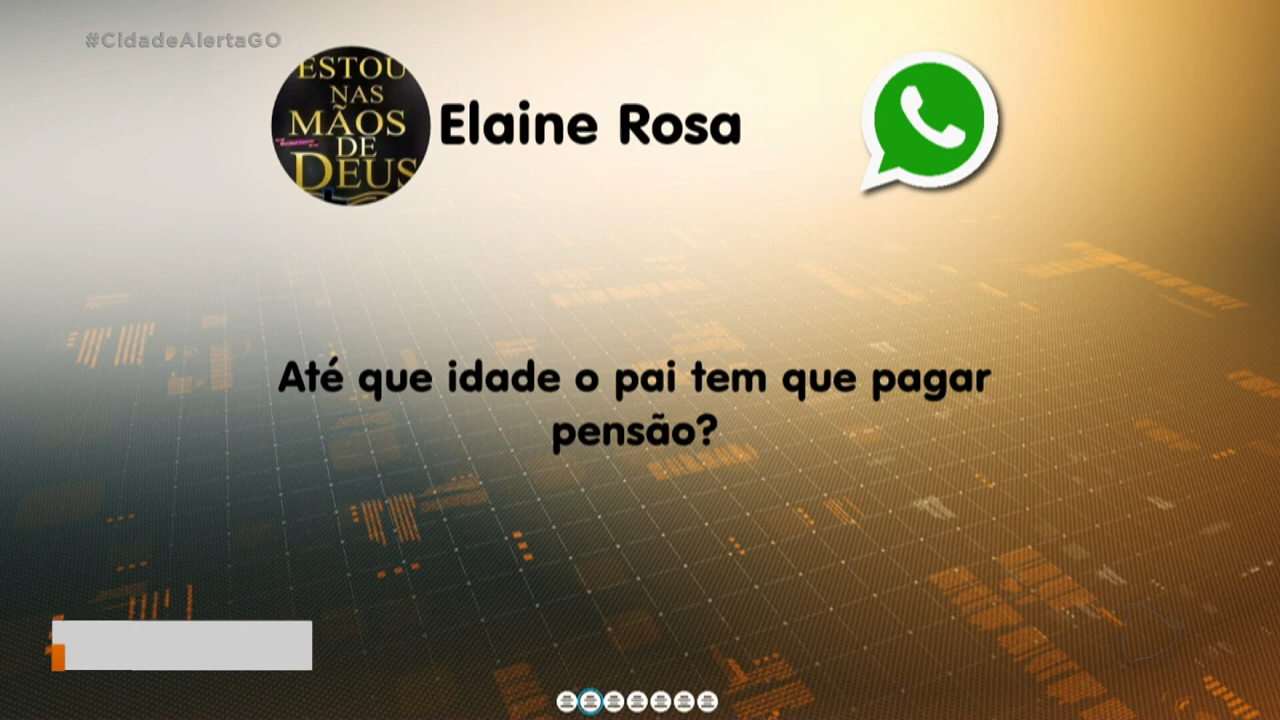 #CidadeAlertaGO
ESTOU
NAS
MÃOS
DE
DEUS
Elaine Rosa
Até que idade o pai tem que pagar
pensão?